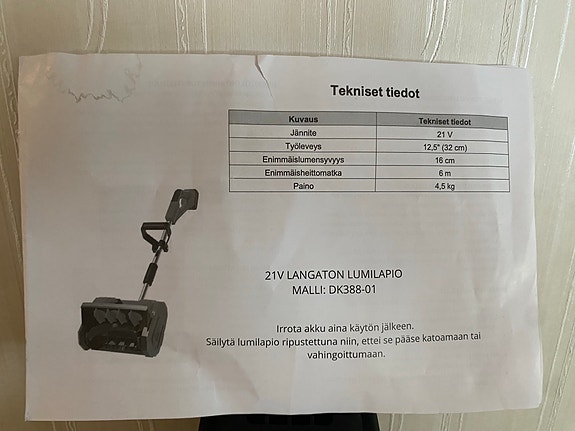 Tekniset tiedot
Kuvaus Tekniset tiedot
Jännite 21 V
Työleveys 12,5" (32 cm)
Enimmäislumensyvyys 16 cm
Enimmäisheittomatka 6 m
Paino 4,5 kg
21V LANGATON LUMILAPIO
MALLI: DK388-01
Irrota akku aina käytön jälkeen.
Säilytä lumilapio ripustettuna niin, ettei se pääse katoamaan tai
vahingoittumaan.